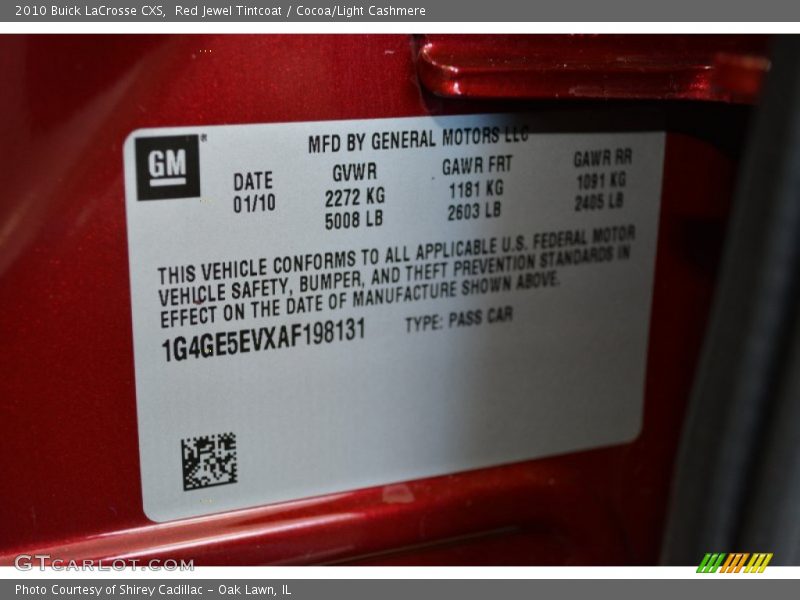 2010 Buick LaCrosse CXS, Red Jewel Tintcoat / Cocoa/Light Cashmere
MFD BY GENERAL MOTORS LLC
GM*
DATE
01/10
GVWR
2272 KG
5008 LB
GAWR FRT
1181 KG
2603 LB
GAWR RR
1091 KG
2405 LB
THIS VEHICLE CONFORMS TO ALL APPLICABLE U.S. FEDERAL MOTOR
VEHICLE SAFETY, BUMPER, AND THEFT PREVENTION STANDARDS IN
EFFECT ON THE DATE OF MANUFACTURE SHOWN ABOVE.
1G4GE5EVXAF198131 TYPE: PASS CAR
GTCARLOT.COM
Photo Courtesy of Shirey Cadillac - Oak Lawn, IL